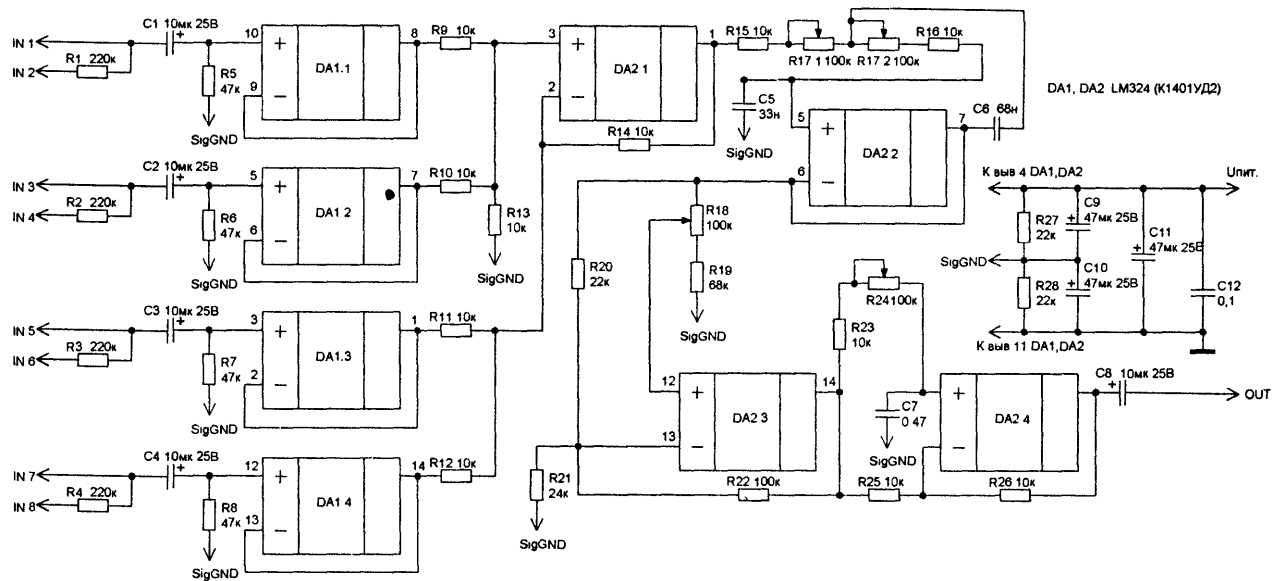 IN 1
IN 2
R1 220к
C1 10мк 25В
+
R5
47к
SigGND
10
9
+
−
DA1.1
8
R9 10к
IN 3
IN 4
R2 220к
C2 10мк 25В
+
R6
47к
SigGND
5
6
+
−
DA1 2
7
R10 10к
R13
10к
SigGND
IN 5
IN 6
R3 220к
C3 10мк 25В
+
R7
47к
SigGND
3
2
+
−
DA1.3
1
R11 10к
IN 7
IN 8
R4 220к
C4 10мк 25В
+
R8
47к
SigGND
12
13
+
−
DA1 4
14
R12 10к
3
2
+
−
DA2 1
1
R14 10к
R15 10к
R17 1 100к
R17 2 100к
R16 10к
C5
33н
SigGND
5
6
+
−
DA2 2
7
C6 68н
R18
100к
R19
68к
SigGND
R20
22к
R21
24к
SigGND
12
13
+
−
DA2 3
14
R22 100к
R23
10к
R24 100к
C7
0 47
SigGND
+
−
DA2 4
R25 10к
R26 10к
C8 10мк 25В
+
OUT
DA1, DA2 LM324 (К1401УД2)
К выв 4 DA1,DA2
Uпит.
R27
22к
+
C9
47мк 25В
SigGND
R28
22к
+
C10
47мк 25В
+
C11
47мк 25В
C12
0,1
К выв 11 DA1,DA2